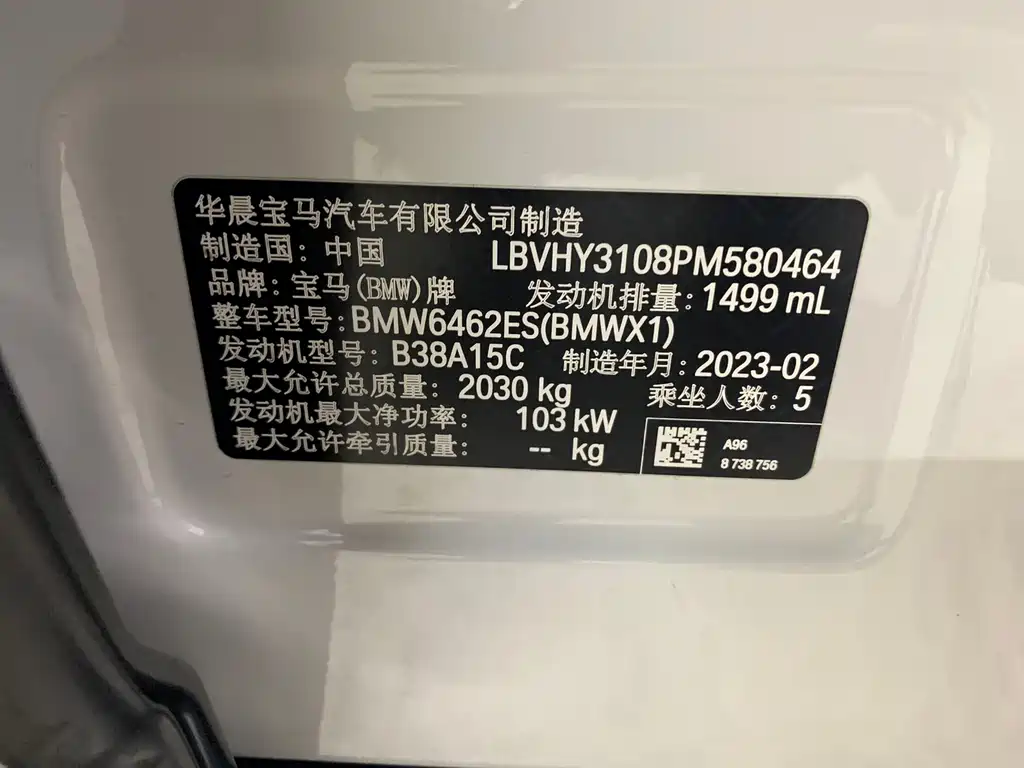 华晨宝马汽车有限公司制造
制造国：中国 LBVHY3108PM580464
品牌：宝马(BMW)牌 发动机排量：1499 mL
整车型号：BMW6462ES(BMWX1)
发动机型号：B38A15C 制造年月：2023-02
最大允许总质量：2030 kg 乘坐人数：5
发动机最大净功率：103 kW
最大允许牵引质量：-- kg
A96
8 738 756